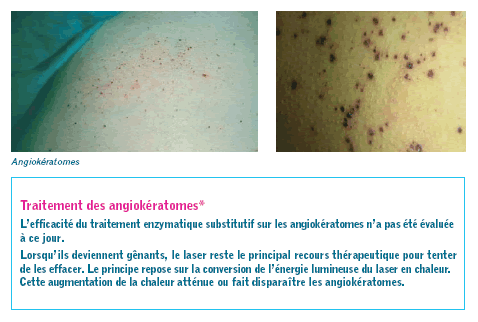 Angiokératomes
Traitement des angiokératomes*
L'efficacité du traitement enzymatique substitutif sur les angiokératomes n'a pas été évaluée
à ce jour.
Lorsqu'ils deviennent gênants, le laser reste le principal recours thérapeutique pour tenter
de les effacer. Le principe repose sur la conversion de l'énergie lumineuse du laser en chaleur.
Cette augmentation de la chaleur atténue ou fait disparaître les angiokératomes.